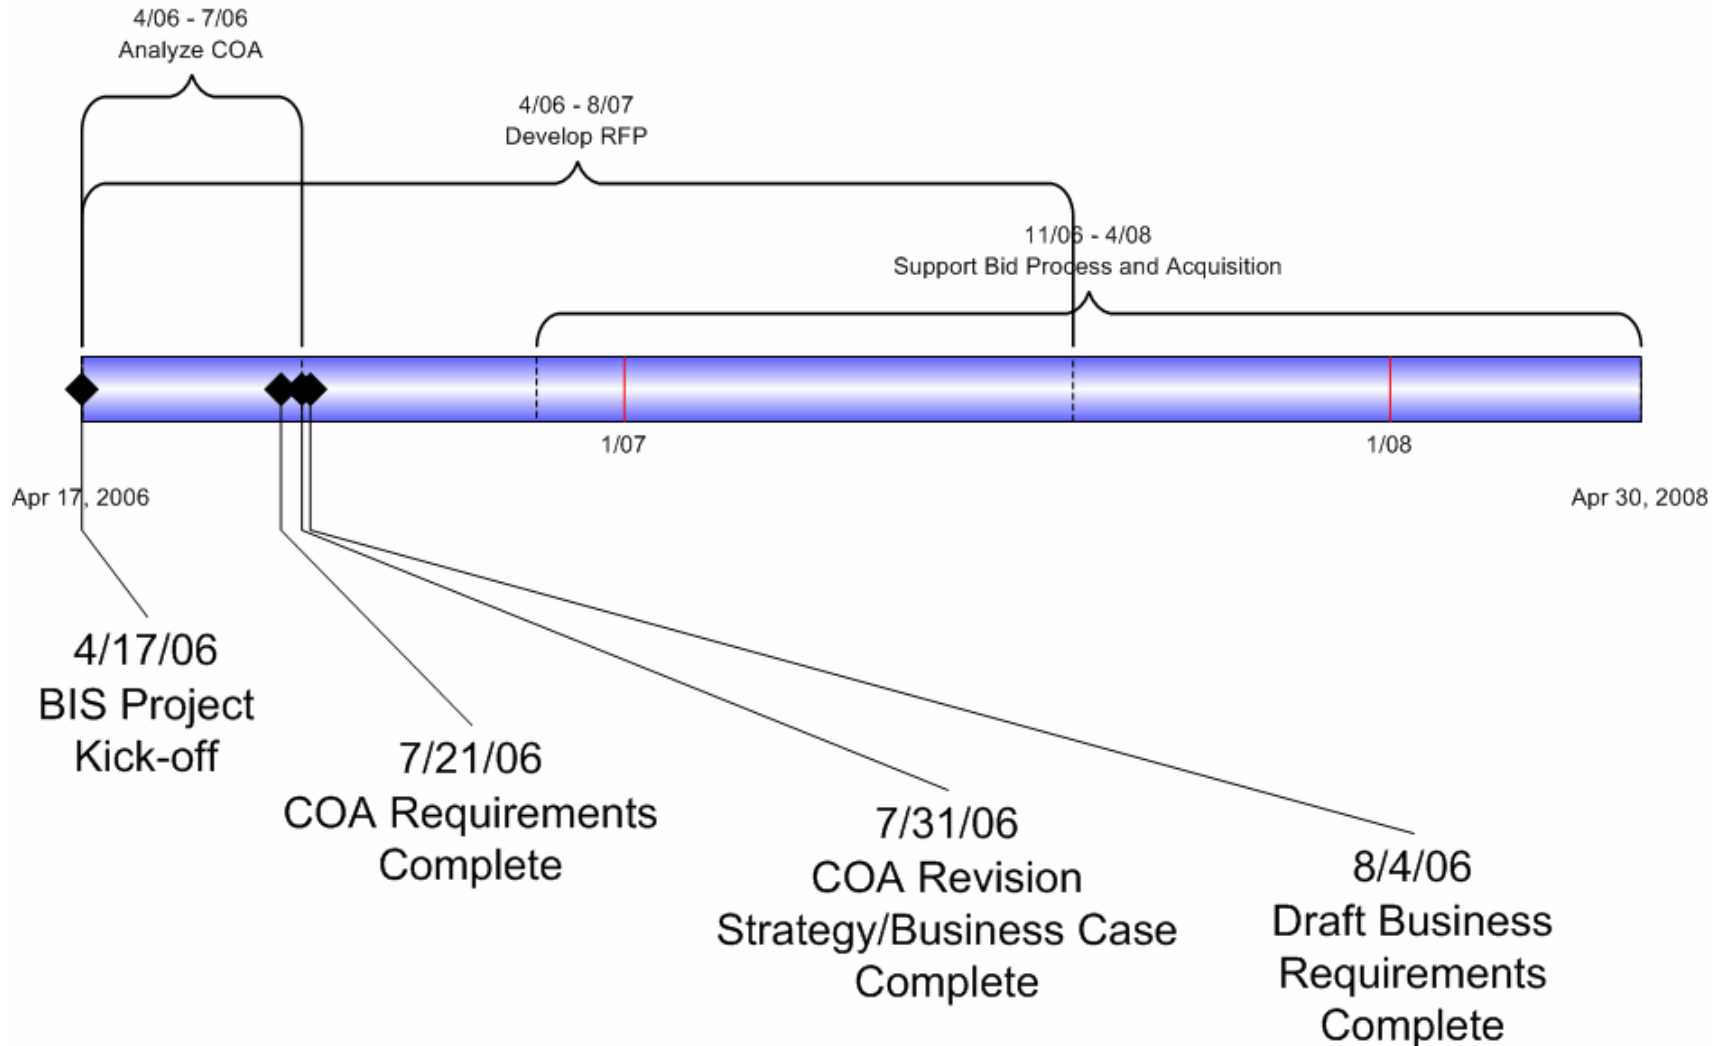 4/06 - 7/06
Analyze COA
4/06 - 8/07
Develop RFP
11/06 - 4/08
Support Bid Process and Acquisition
1/07
1/08
Apr 17, 2006
Apr 30, 2008
4/17/06
BIS Project
Kick-off
7/21/06
COA Requirements
Complete
7/31/06
COA Revision
Strategy/Business Case
Complete
8/4/06
Draft Business
Requirements
Complete